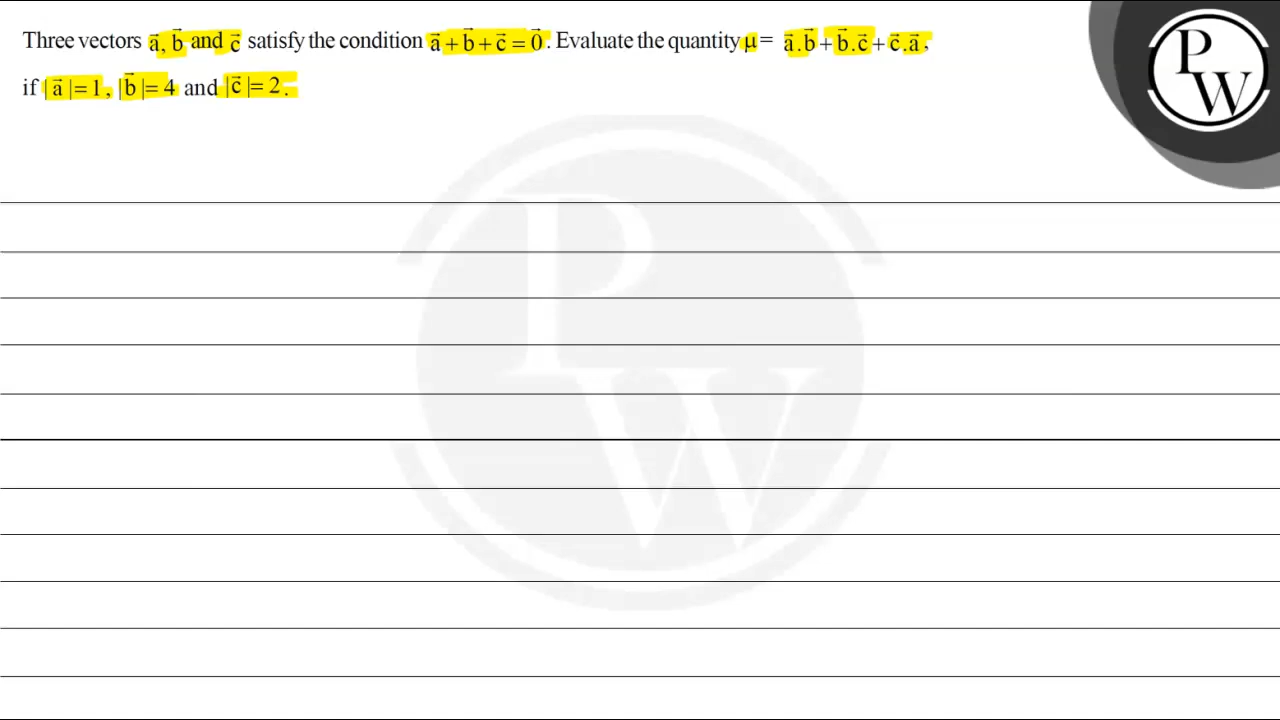 Three vectors a⃗, b⃗ and c⃗ satisfy the condition a⃗ + b⃗ + c⃗ = 0⃗. Evaluate the quantity μ = a⃗.b⃗ + b⃗.c⃗ + c⃗.a⃗,
if |a⃗|=1, |b⃗|=4 and |c⃗|=2.
P
W
P
W